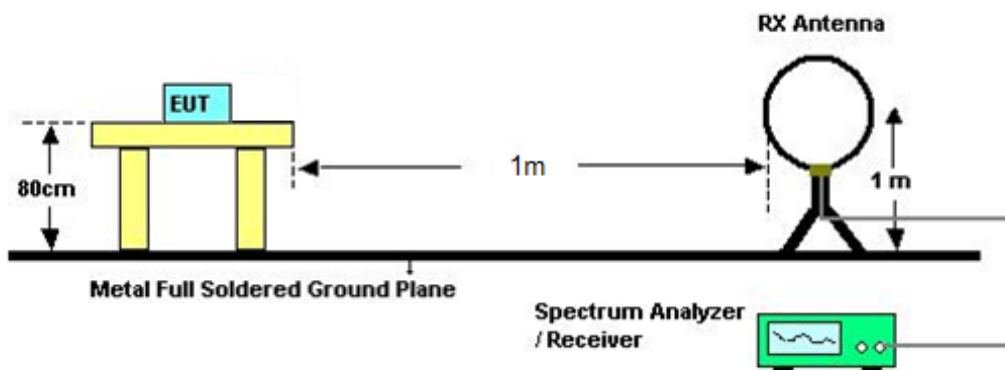 RX Antenna
EUT
80cm
1m
1 m
Metal Full Soldered Ground Plane
Spectrum Analyzer
/ Receiver